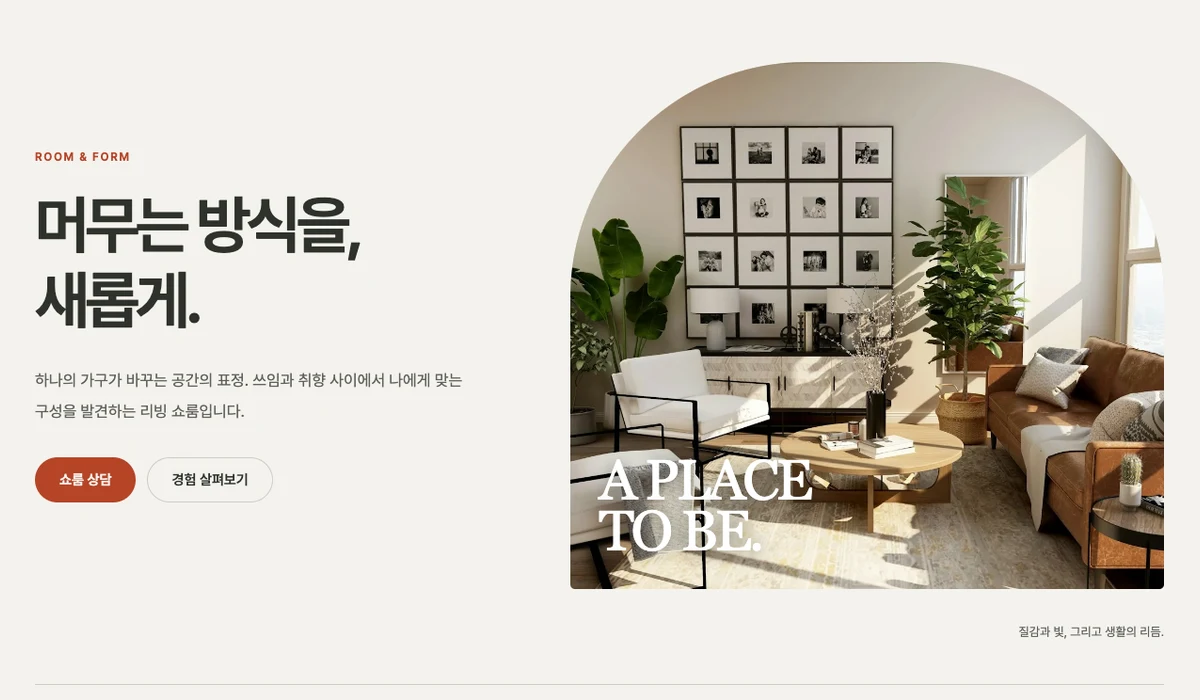 ROOM & FORM
머무는 방식을,
새롭게.
하나의 가구가 바꾸는 공간의 표정. 쓰임과 취향 사이에서 나에게 맞는
구성을 발견하는 리빙 쇼룸입니다.
쇼룸 상담
경험 살펴보기
A PLACE
TO BE.
질감과 빛, 그리고 생활의 리듬.